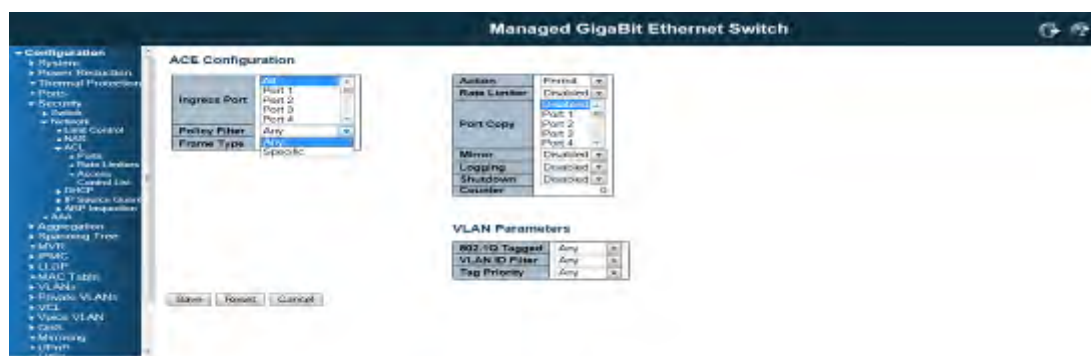 Managed GigaBit Ethernet Switch
Configuration
System
Power Reduction
Thermal Protection
Ports
Security
Switch
Network
Limit Control
NAS
ACL
Ports
Rate Limiters
Access
Control List
DHCP
IP Source Guard
ARP Inspection
AAA
Aggregation
Spanning Tree
MVR
IPMC
LLDP
MAC Table
VLANs
Private VLANs
VCL
Voice VLAN
QoS
Mirroring
UPnP
ACE Configuration
Ingress Port
All
Port 1
Port 2
Port 3
Port 4
Policy Filter Any
Frame Type Any
Specific
Action Permit
Rate Limiter Disabled
Port Copy
Disabled
Port 1
Port 2
Port 3
Port 4
Mirror Disabled
Logging Disabled
Shutdown Disabled
Counter 0
VLAN Parameters
802.1Q Tagged Any
VLAN ID Filter Any
Tag Priority Any
Save Reset Cancel